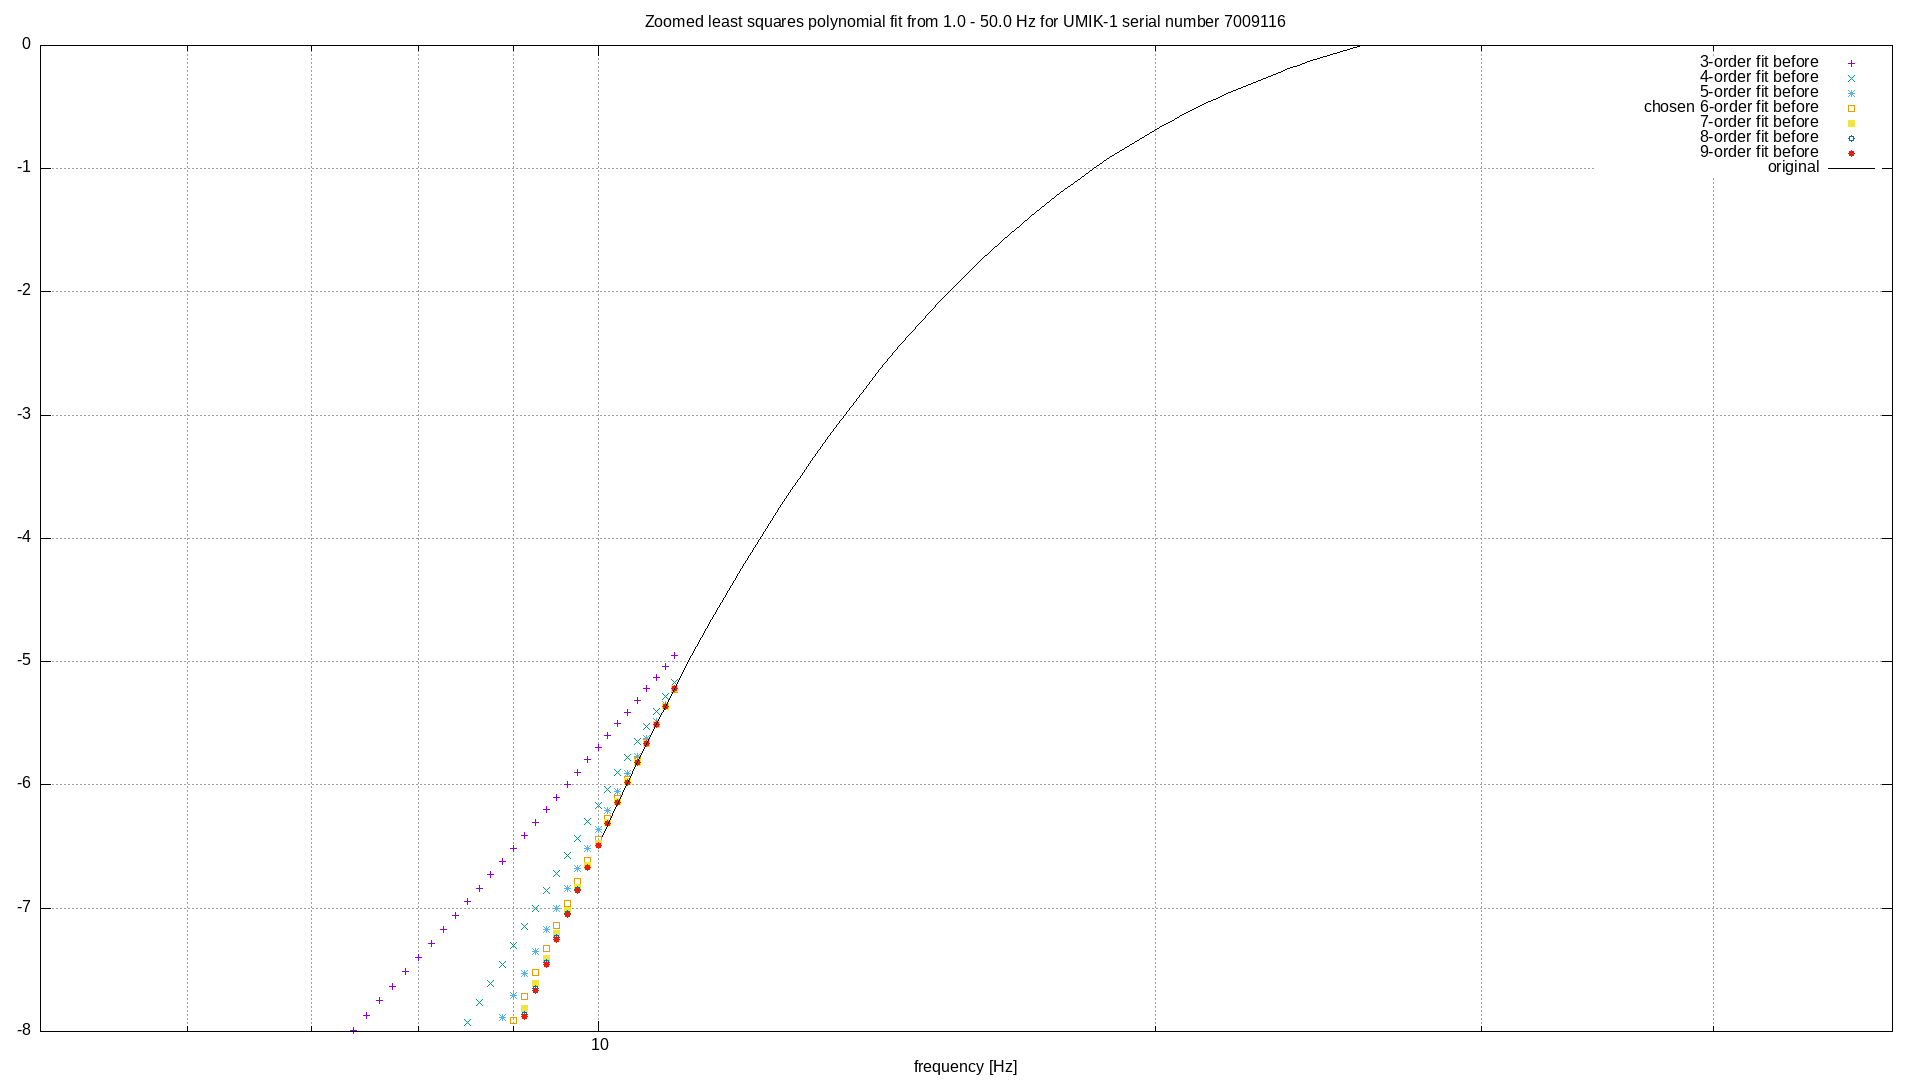 Zoomed least squares polynomial fit from 1.0 - 50.0 Hz for UMIK-1 serial number 7009116
0
-1
-2
-3
-4
-5
-6
-7
-8
3-order fit before
4-order fit before
5-order fit before
chosen 6-order fit before
7-order fit before
8-order fit before
9-order fit before
original
10
frequency [Hz]